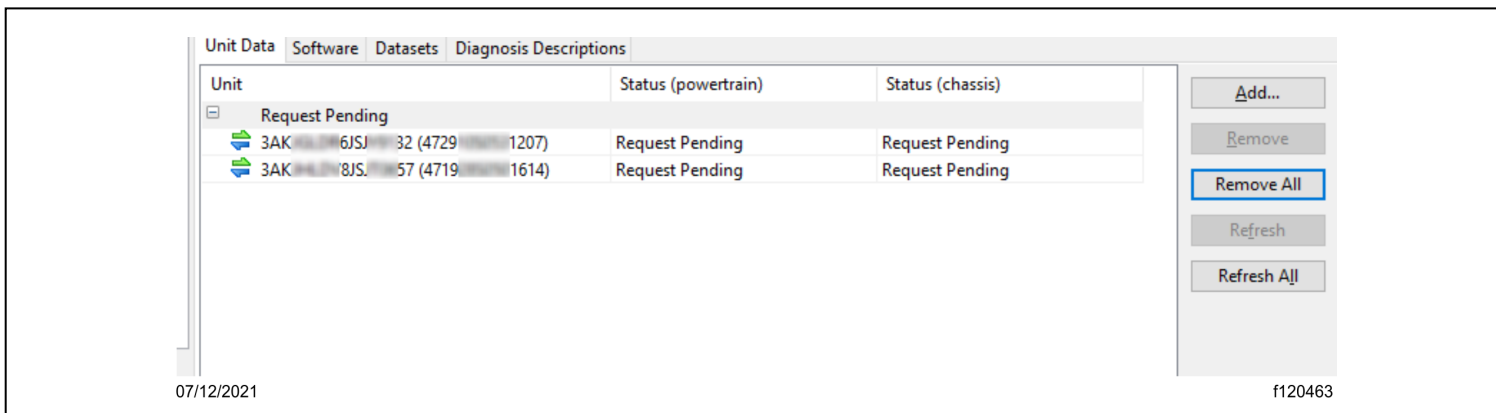 Unit Data Software Datasets Diagnosis Descriptions
Unit Status (powertrain) Status (chassis)
Request Pending
3AK 6JSJ 32 (4729 1207) Request Pending Request Pending
3AK 8JS 57 (4719 1614) Request Pending Request Pending
Add...
Remove
Remove All
Refresh
Refresh All
07/12/2021 f120463